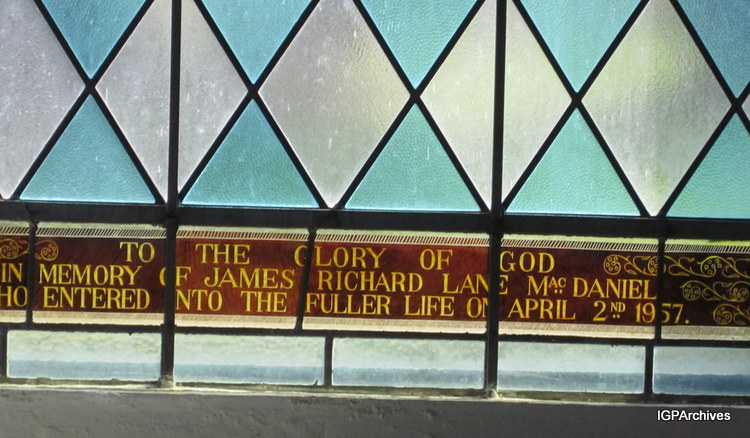 TO THE GLORY OF GOD
IN MEMORY OF JAMES RICHARD LANE MAC DANIEL
HO ENTERED INTO THE FULLER LIFE ON APRIL 2ND 1957.
IGPArchives